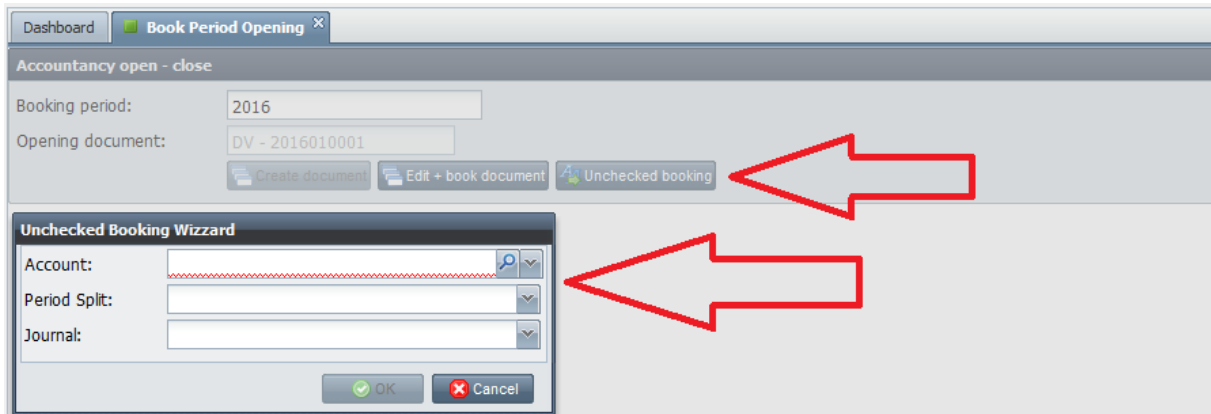 Dashboard Book Period Opening
Accountancy open - close
Booking period: 2016
Opening document: DV - 2016010001
Create document Edit + book document Unchecked booking
Unchecked Booking Wizzard
Account:
Period Split:
Journal:
OK Cancel